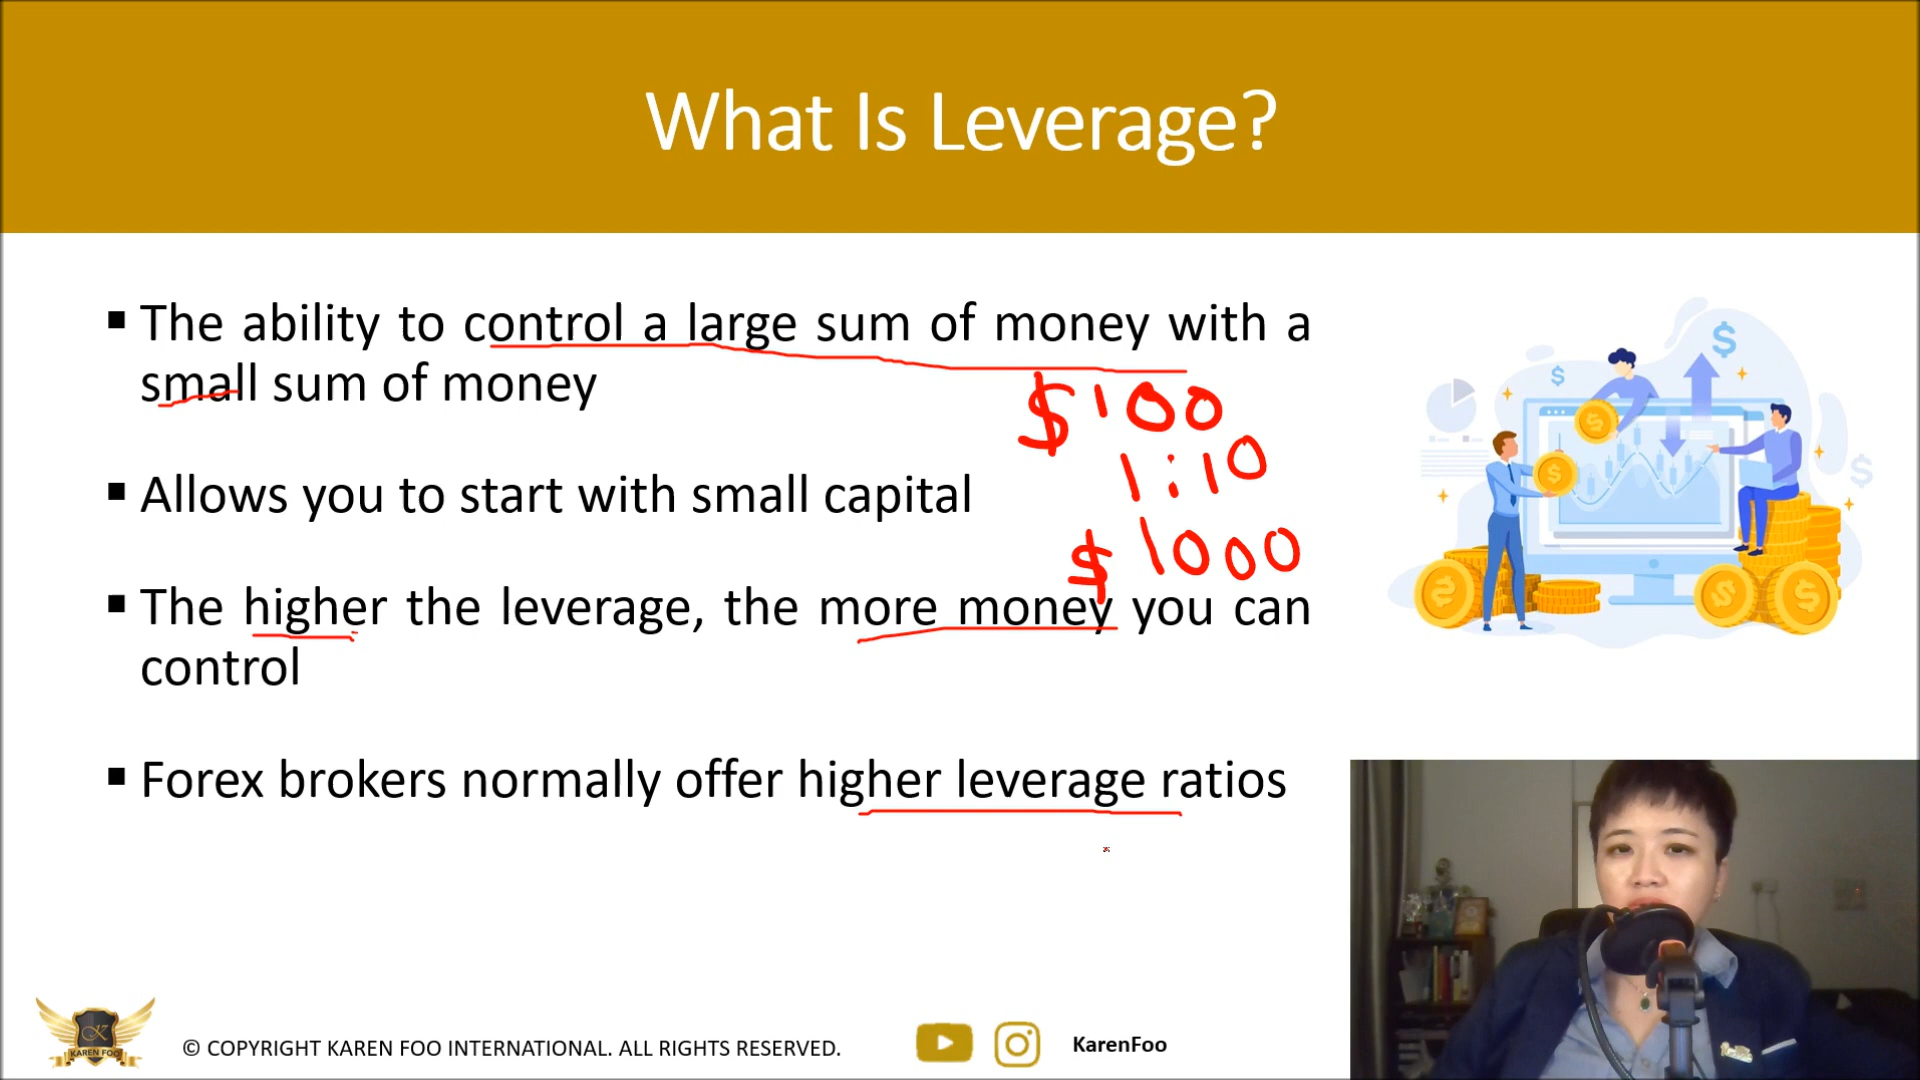 What Is Leverage?
▪ The ability to control a large sum of money with a
small sum of money
$100
1:10
▪ Allows you to start with small capital
$1000
▪ The higher the leverage, the more money you can
control
▪ Forex brokers normally offer higher leverage ratios
KAREN FOO
© COPYRIGHT KAREN FOO INTERNATIONAL. ALL RIGHTS RESERVED.
KarenFoo